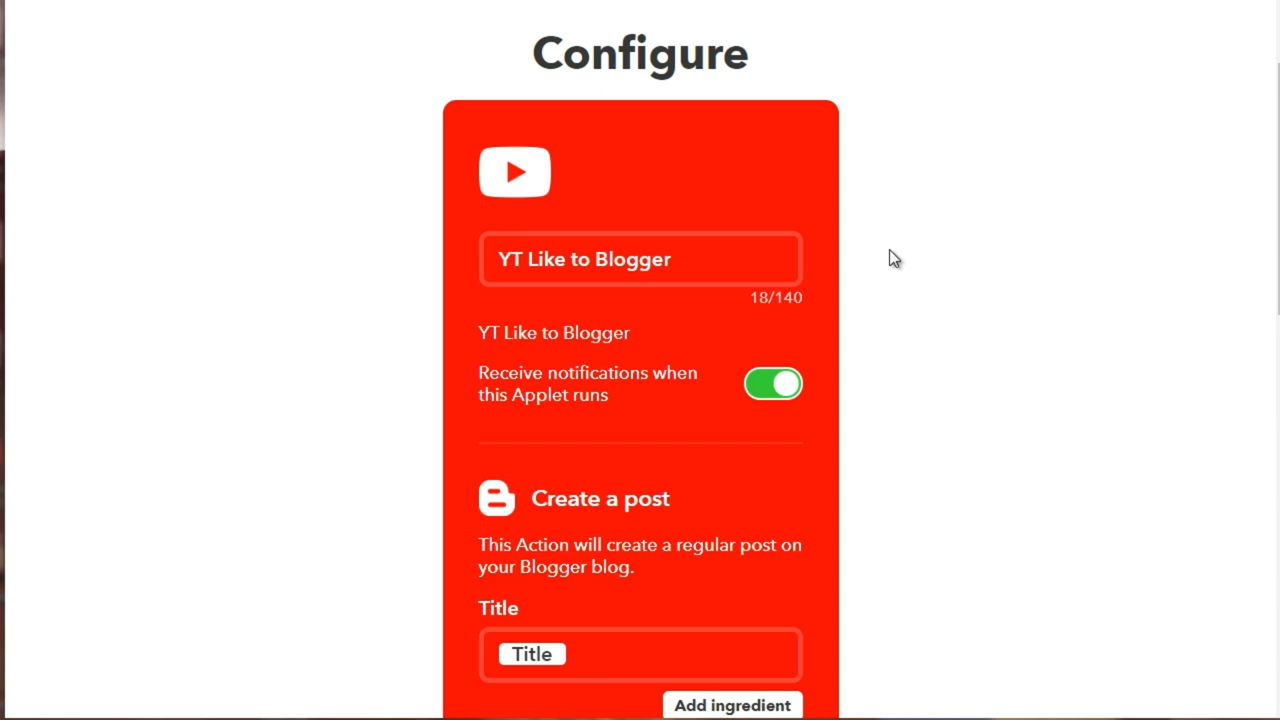 Configure
YT Like to Blogger
18/140
YT Like to Blogger
Receive notifications when
this Applet runs
Create a post
This Action will create a regular post on
your Blogger blog.
Title
Title
Add ingredient